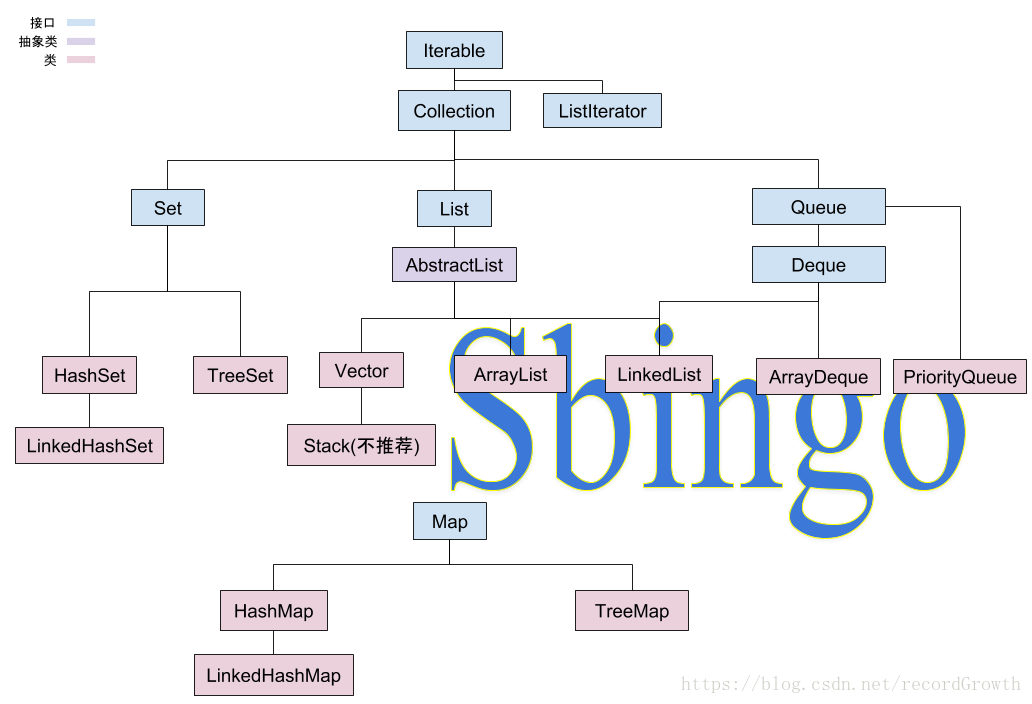 接口
抽象类
类
Iterable
Collection
ListIterator
Set
List
Queue
AbstractList
Deque
HashSet
TreeSet
Vector
ArrayList
LinkedList
ArrayDeque
PriorityQueue
LinkedHashSet
Stack(不推荐)
Sbingo
Map
HashMap
TreeMap
LinkedHashMap
https://blog.csdn.net/recordGrowth